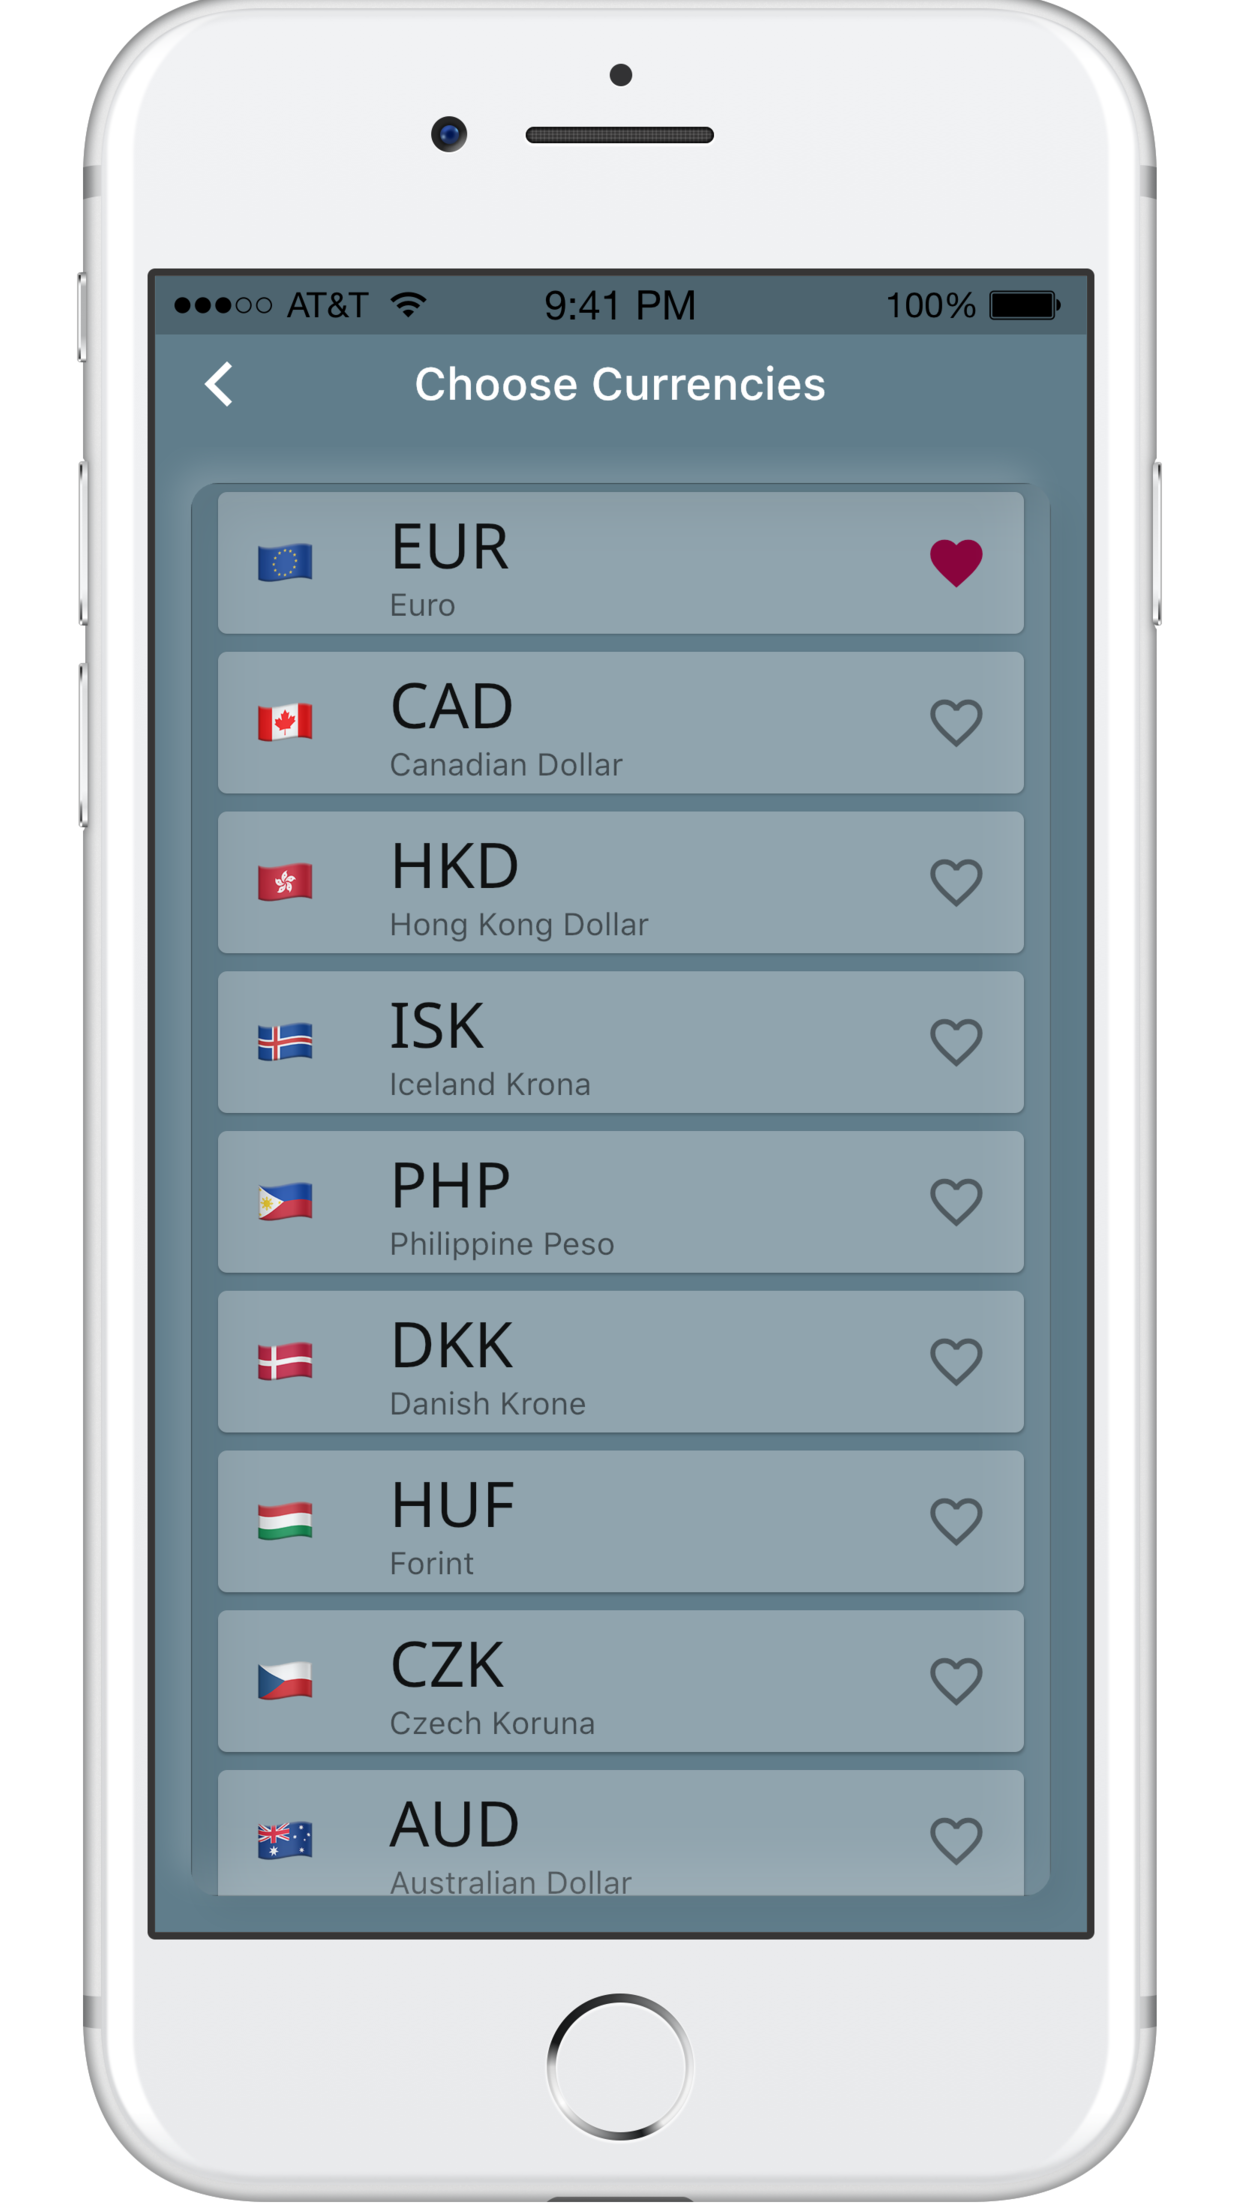 AT&T 9:41 PM 100%
Choose Currencies
EUR
Euro
CAD
Canadian Dollar
HKD
Hong Kong Dollar
ISK
Iceland Krona
PHP
Philippine Peso
DKK
Danish Krone
HUF
Forint
CZK
Czech Koruna
AUD
Australian Dollar